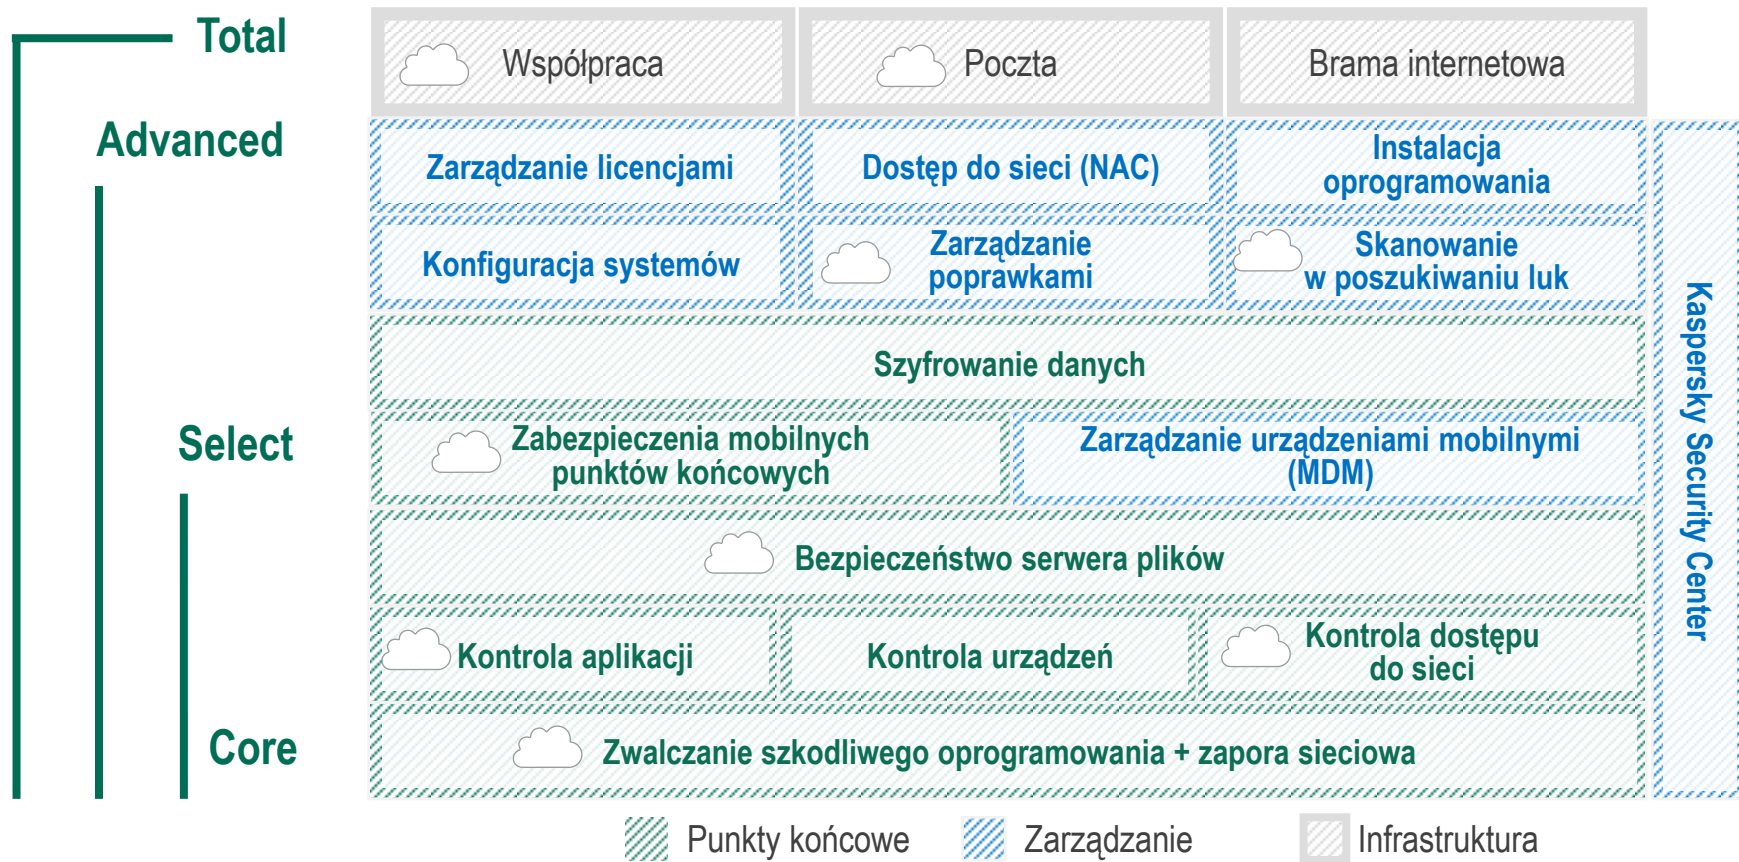 Total
Współpraca
Poczta
Brama internetowa
Advanced
Zarządzanie licencjami
Dostęp do sieci (NAC)
Instalacja
oprogramowania
Konfiguracja systemów
Zarządzanie
poprawkami
Skanowanie
w poszukiwaniu luk
Szyfrowanie danych
Select
Zabezpieczenia mobilnych
punktów końcowych
Zarządzanie urządzeniami mobilnymi
(MDM)
Bezpieczeństwo serwera plików
Kontrola aplikacji
Kontrola urządzeń
Kontrola dostępu
do sieci
Core
Zwalczanie szkodliwego oprogramowania + zapora sieciowa
Kaspersky Security Center
Punkty końcowe
Zarządzanie
Infrastruktura